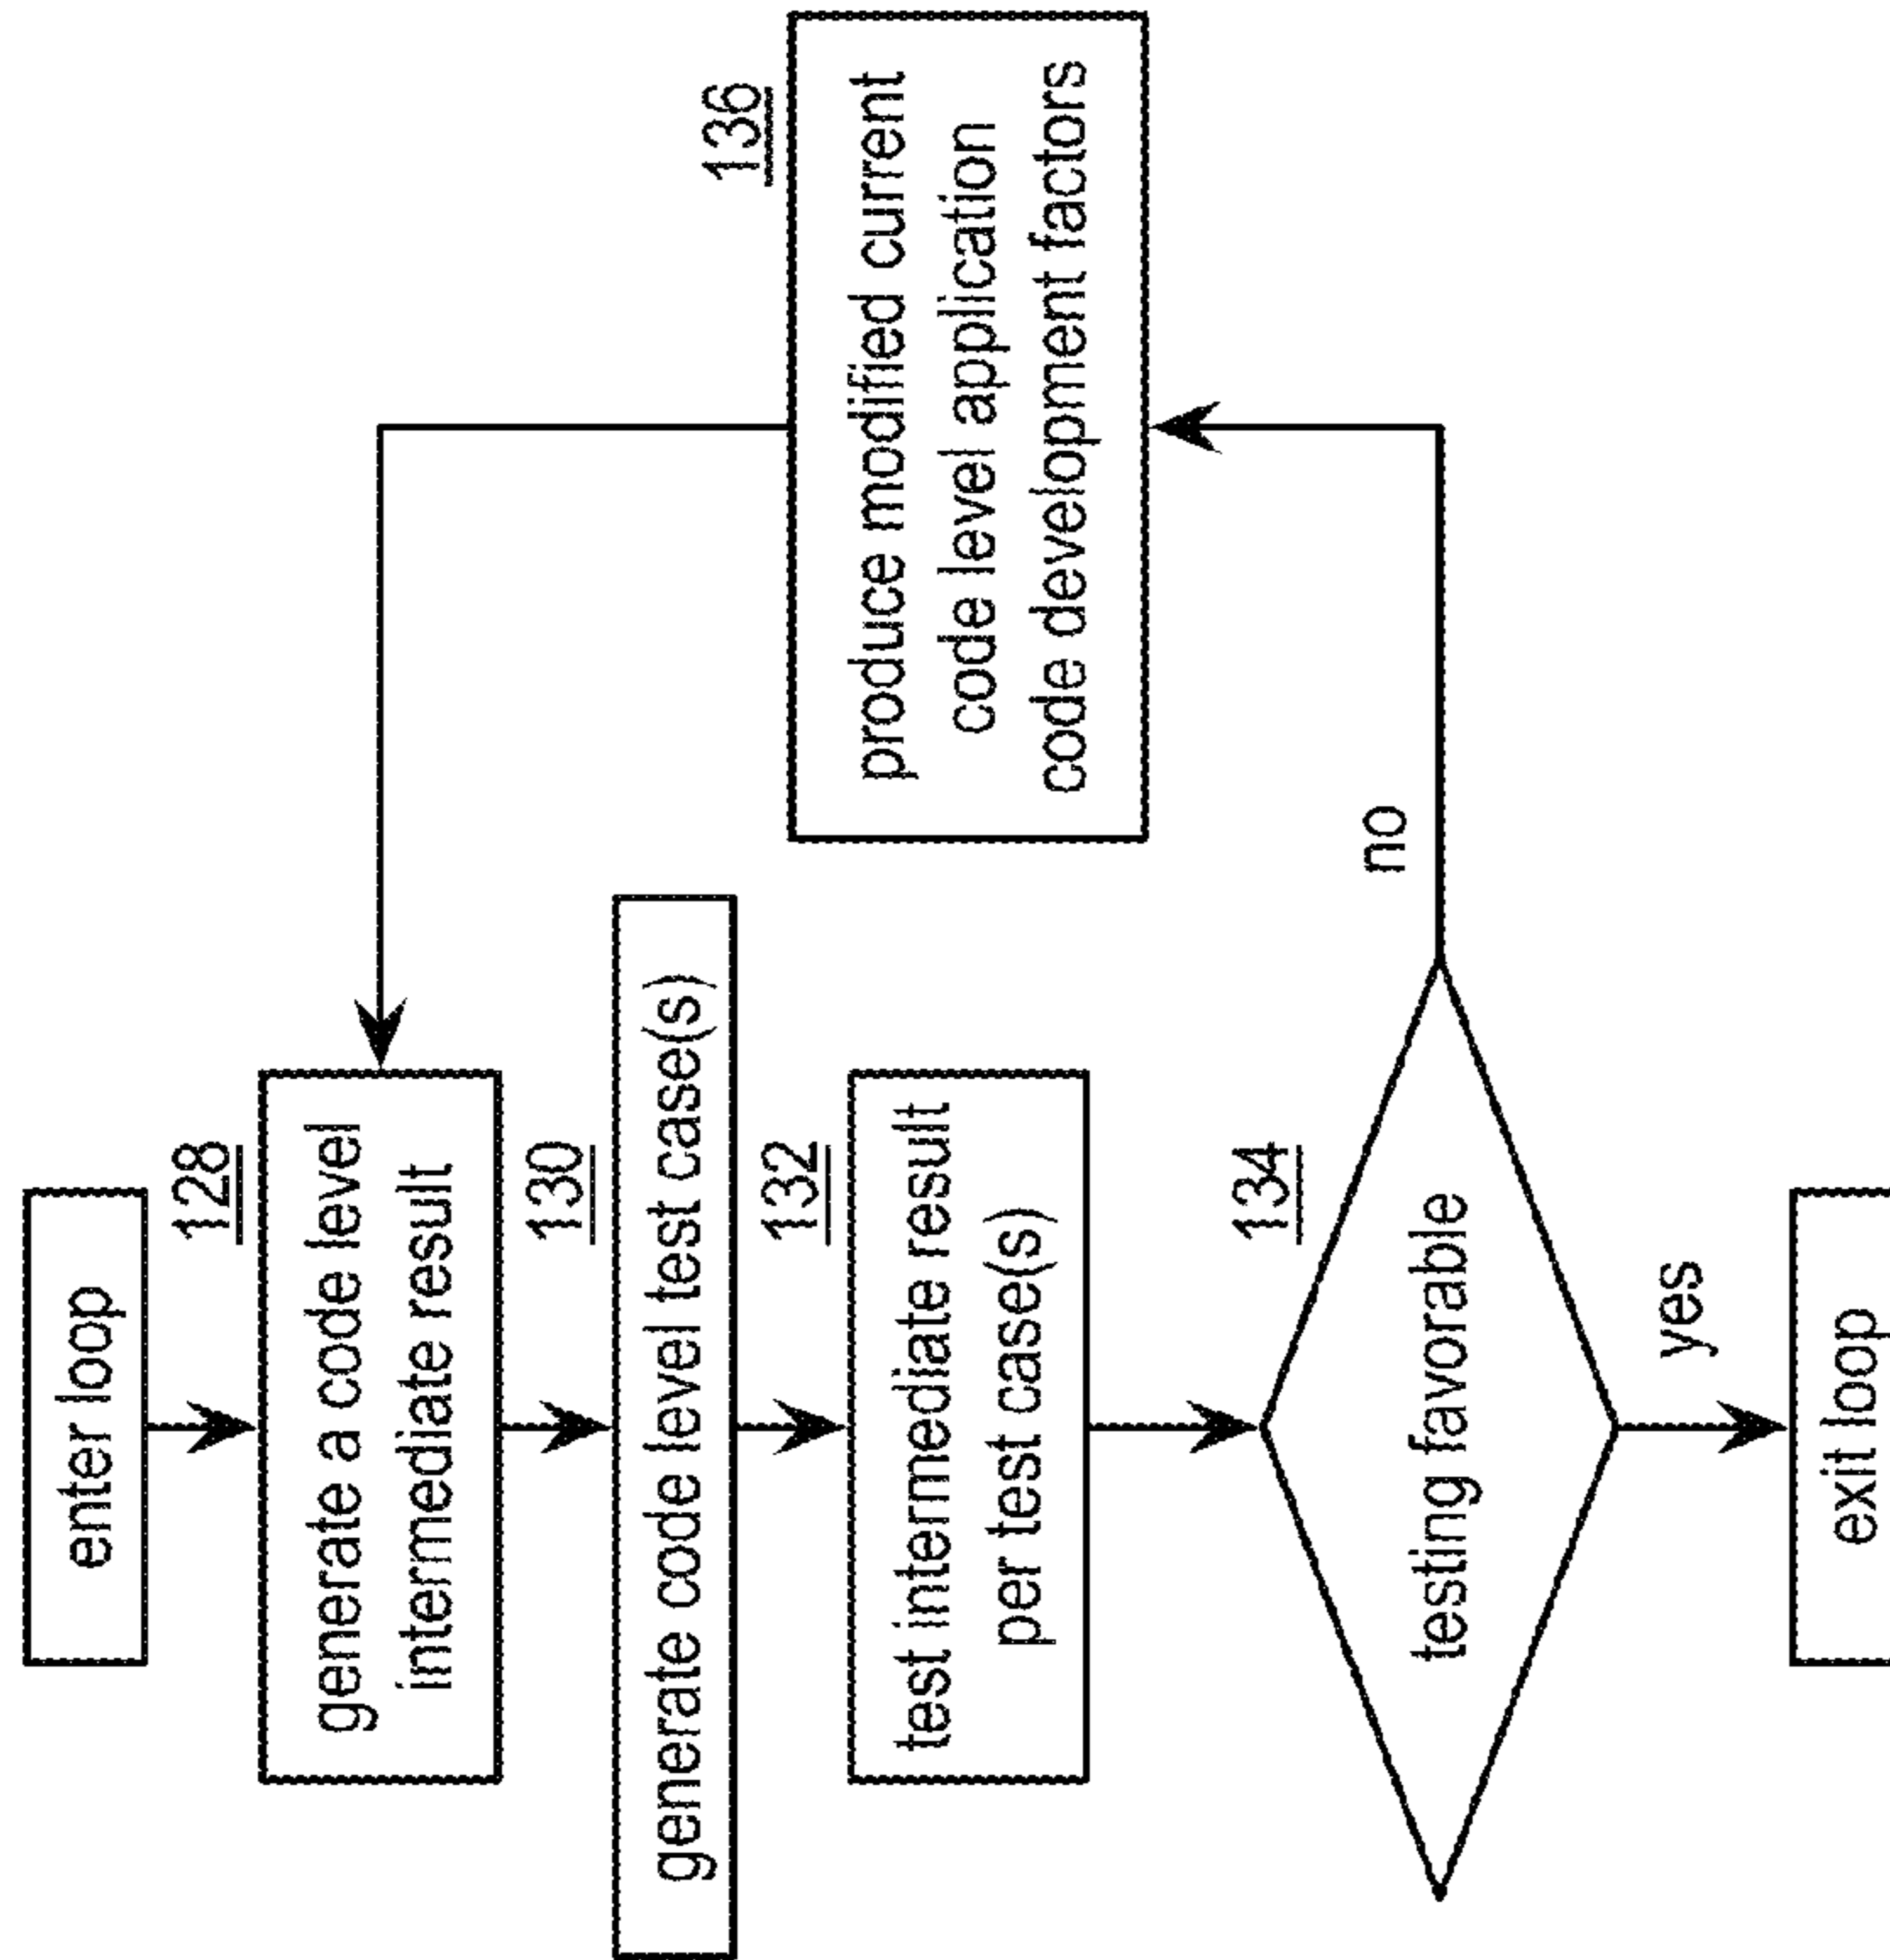 enter loop
128
generate a code level
intermediate result
130
generate code level test case(s)
132
test intermediate result
per test case(s)
134
testing favorable
yes
exit loop
no
136
produce modified current
code level application
code development factors